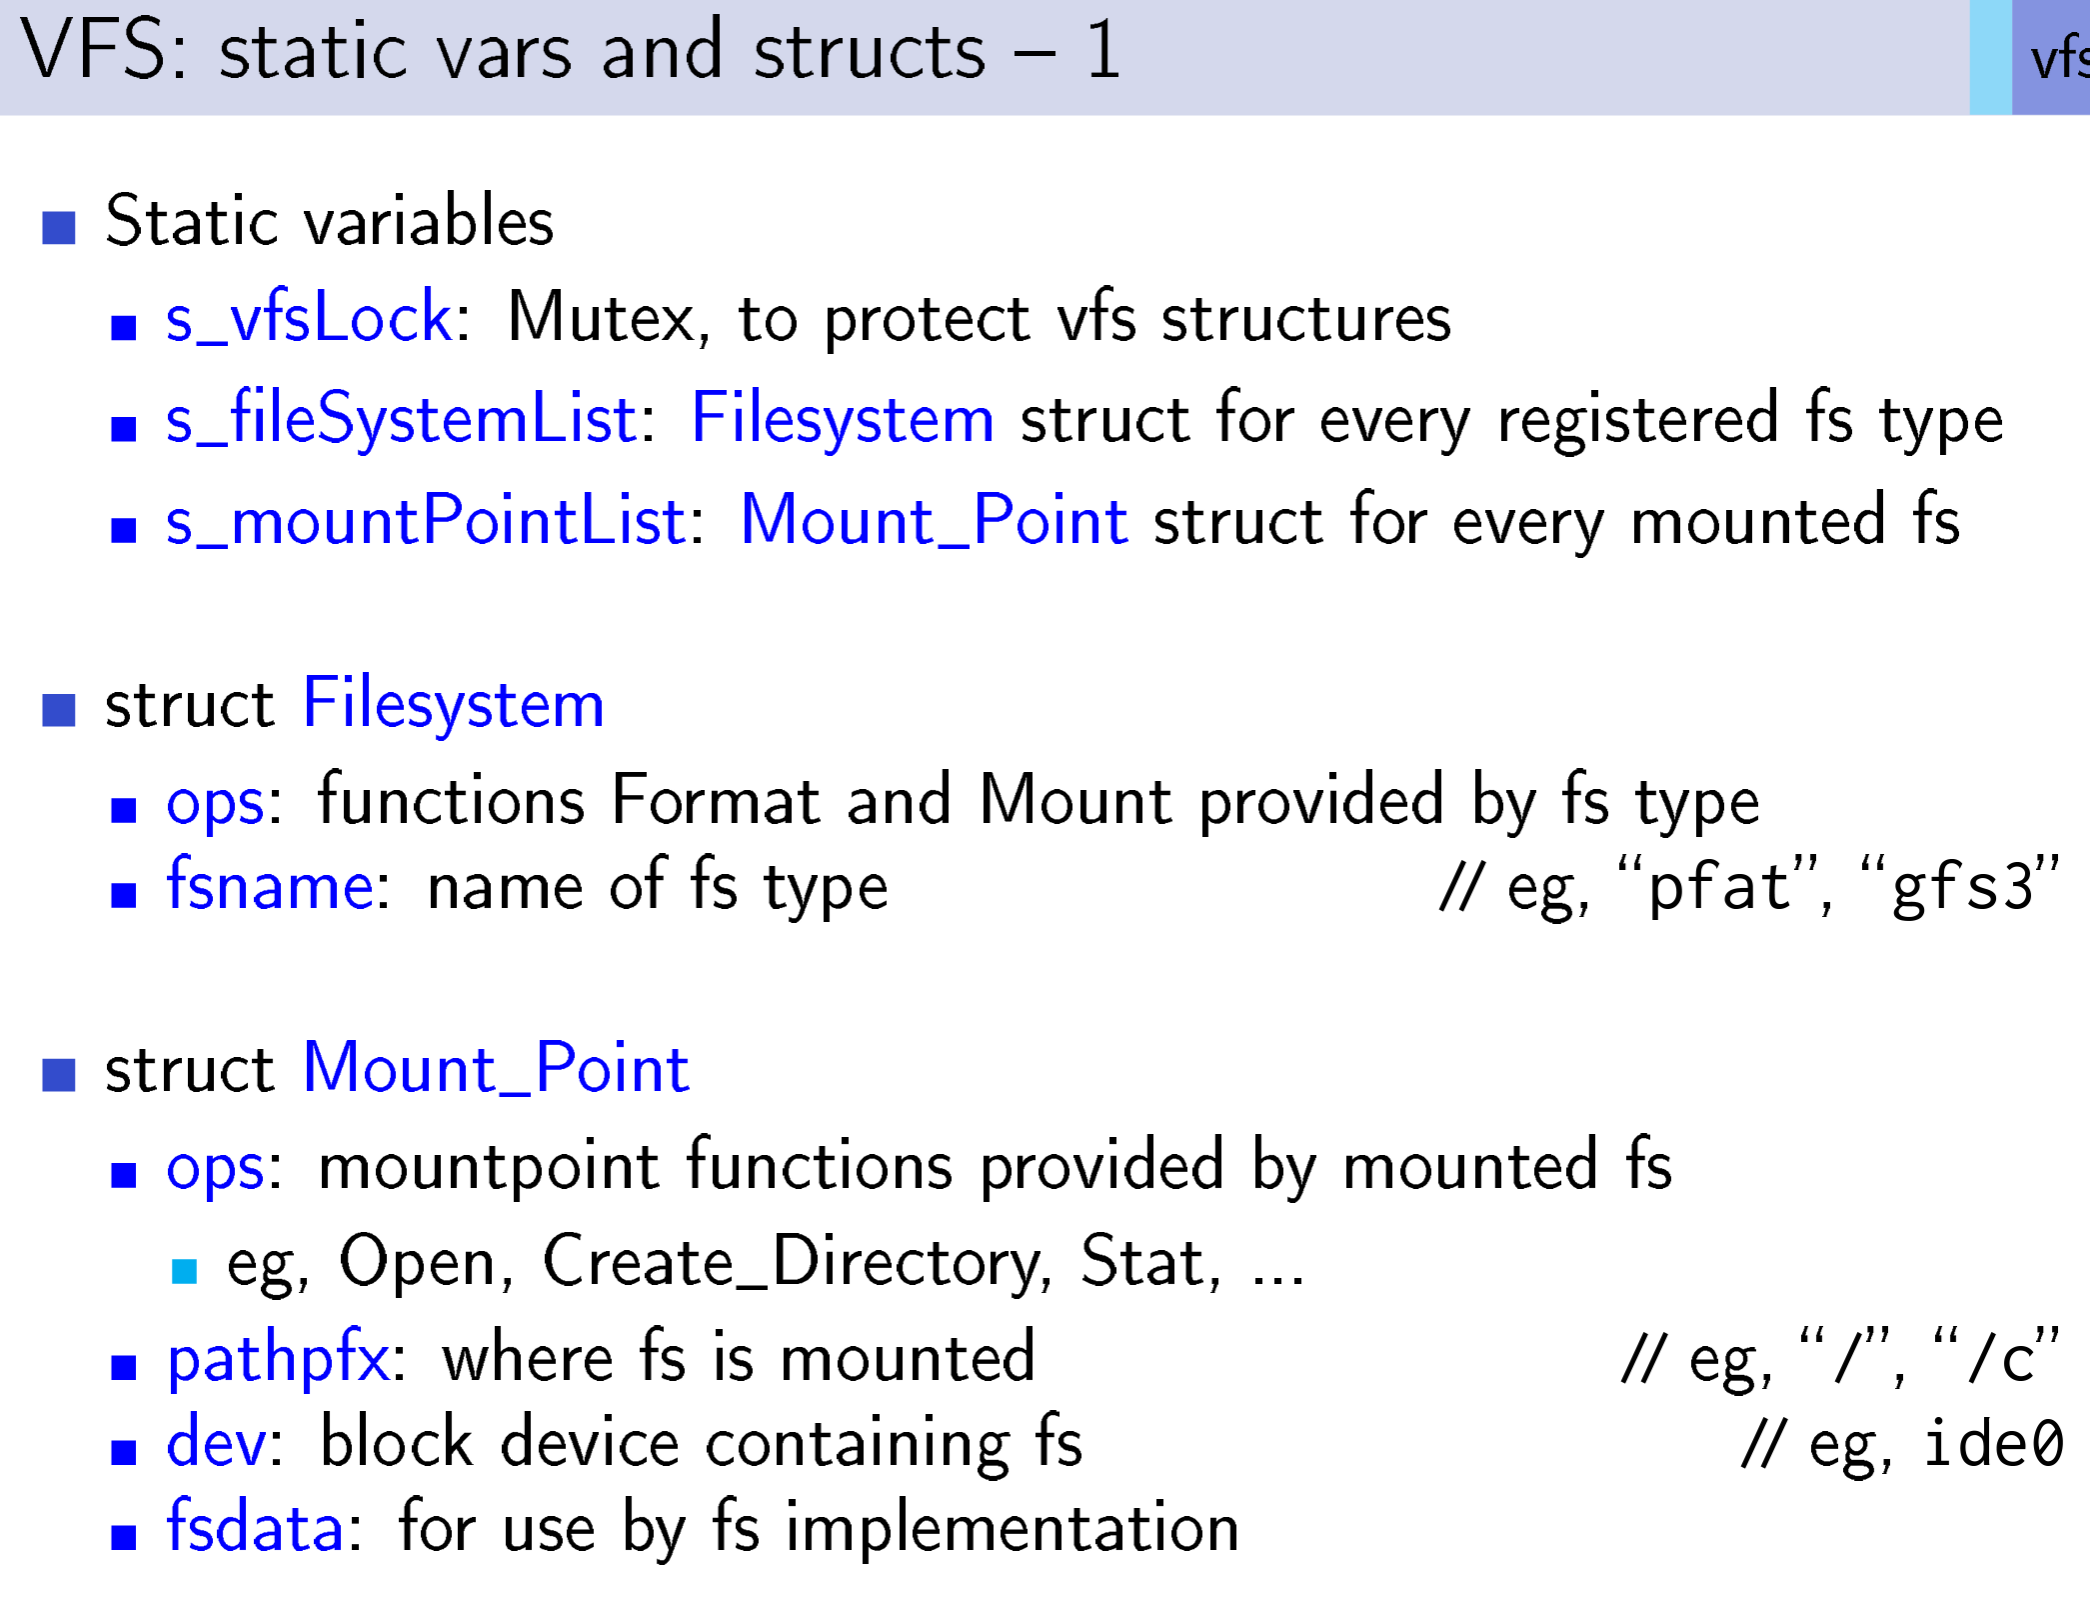 VFS: static vars and structs – 1
vfs
Static variables
s_vfsLock: Mutex, to protect vfs structures
s_fileSystemList: Filesystem struct for every registered fs type
s_mountPointList: Mount_Point struct for every mounted fs
struct Filesystem
ops: functions Format and Mount provided by fs type
fsname: name of fs type // eg, “pfat”, “gfs3”
struct Mount_Point
ops: mountpoint functions provided by mounted fs
eg, Open, Create_Directory, Stat, ...
pathpfx: where fs is mounted // eg, “/”, “/c”
dev: block device containing fs // eg, ide0
fsdata: for use by fs implementation